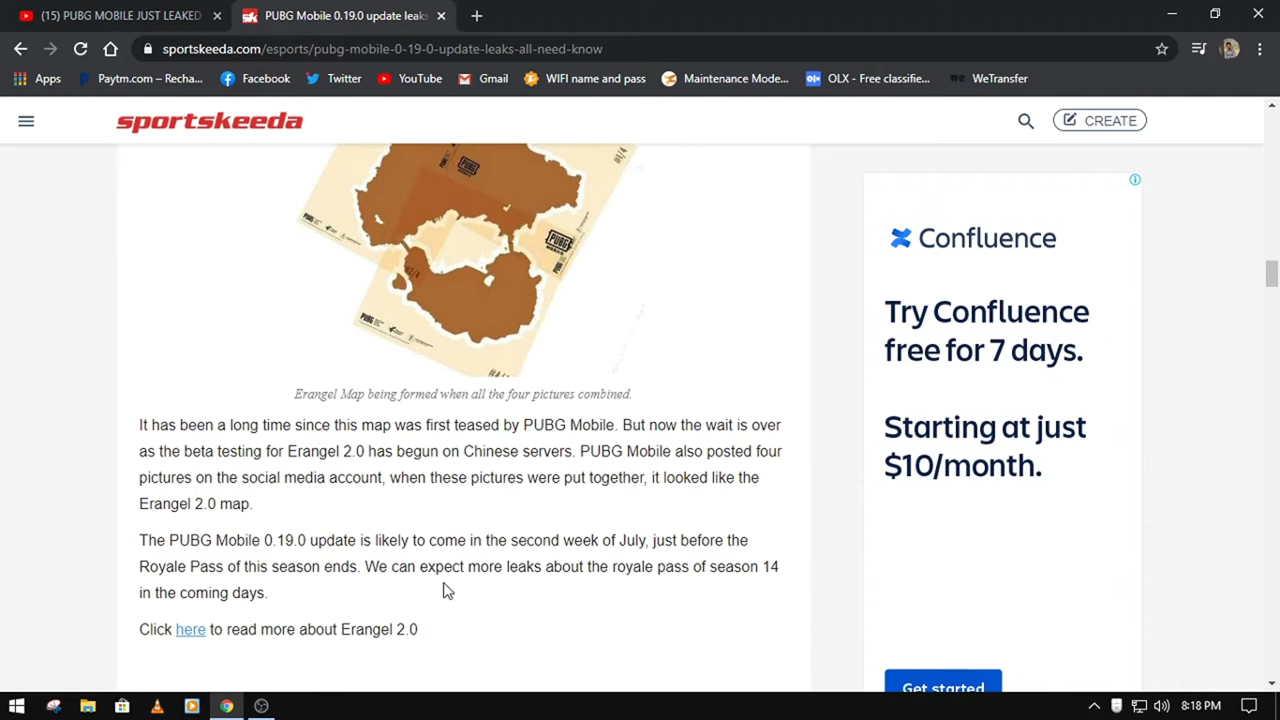 (15) PUBG MOBILE JUST LEAKED
PUBG Mobile 0.19.0 update leaks
sportskeeda.com/esports/pubg-mobile-0-19-0-update-leaks-all-need-know
Apps
Paytm.com – Recha...
Facebook
Twitter
YouTube
Gmail
WIFI name and pass
Maintenance Mode...
OLX - Free classifie...
WeTransfer
sportskeeda
CREATE
PUBG
PUBG
PUBG
Erangel Map being formed when all the four pictures combined.
It has been a long time since this map was first teased by PUBG Mobile. But now the wait is over
as the beta testing for Erangel 2.0 has begun on Chinese servers. PUBG Mobile also posted four
pictures on the social media account, when these pictures were put together, it looked like the
Erangel 2.0 map.
The PUBG Mobile 0.19.0 update is likely to come in the second week of July, just before the
Royale Pass of this season ends. We can expect more leaks about the royale pass of season 14
in the coming days.
Click here to read more about Erangel 2.0
Confluence
Try Confluence
free for 7 days.
Starting at just
$10/month.
Get started
8:18 PM